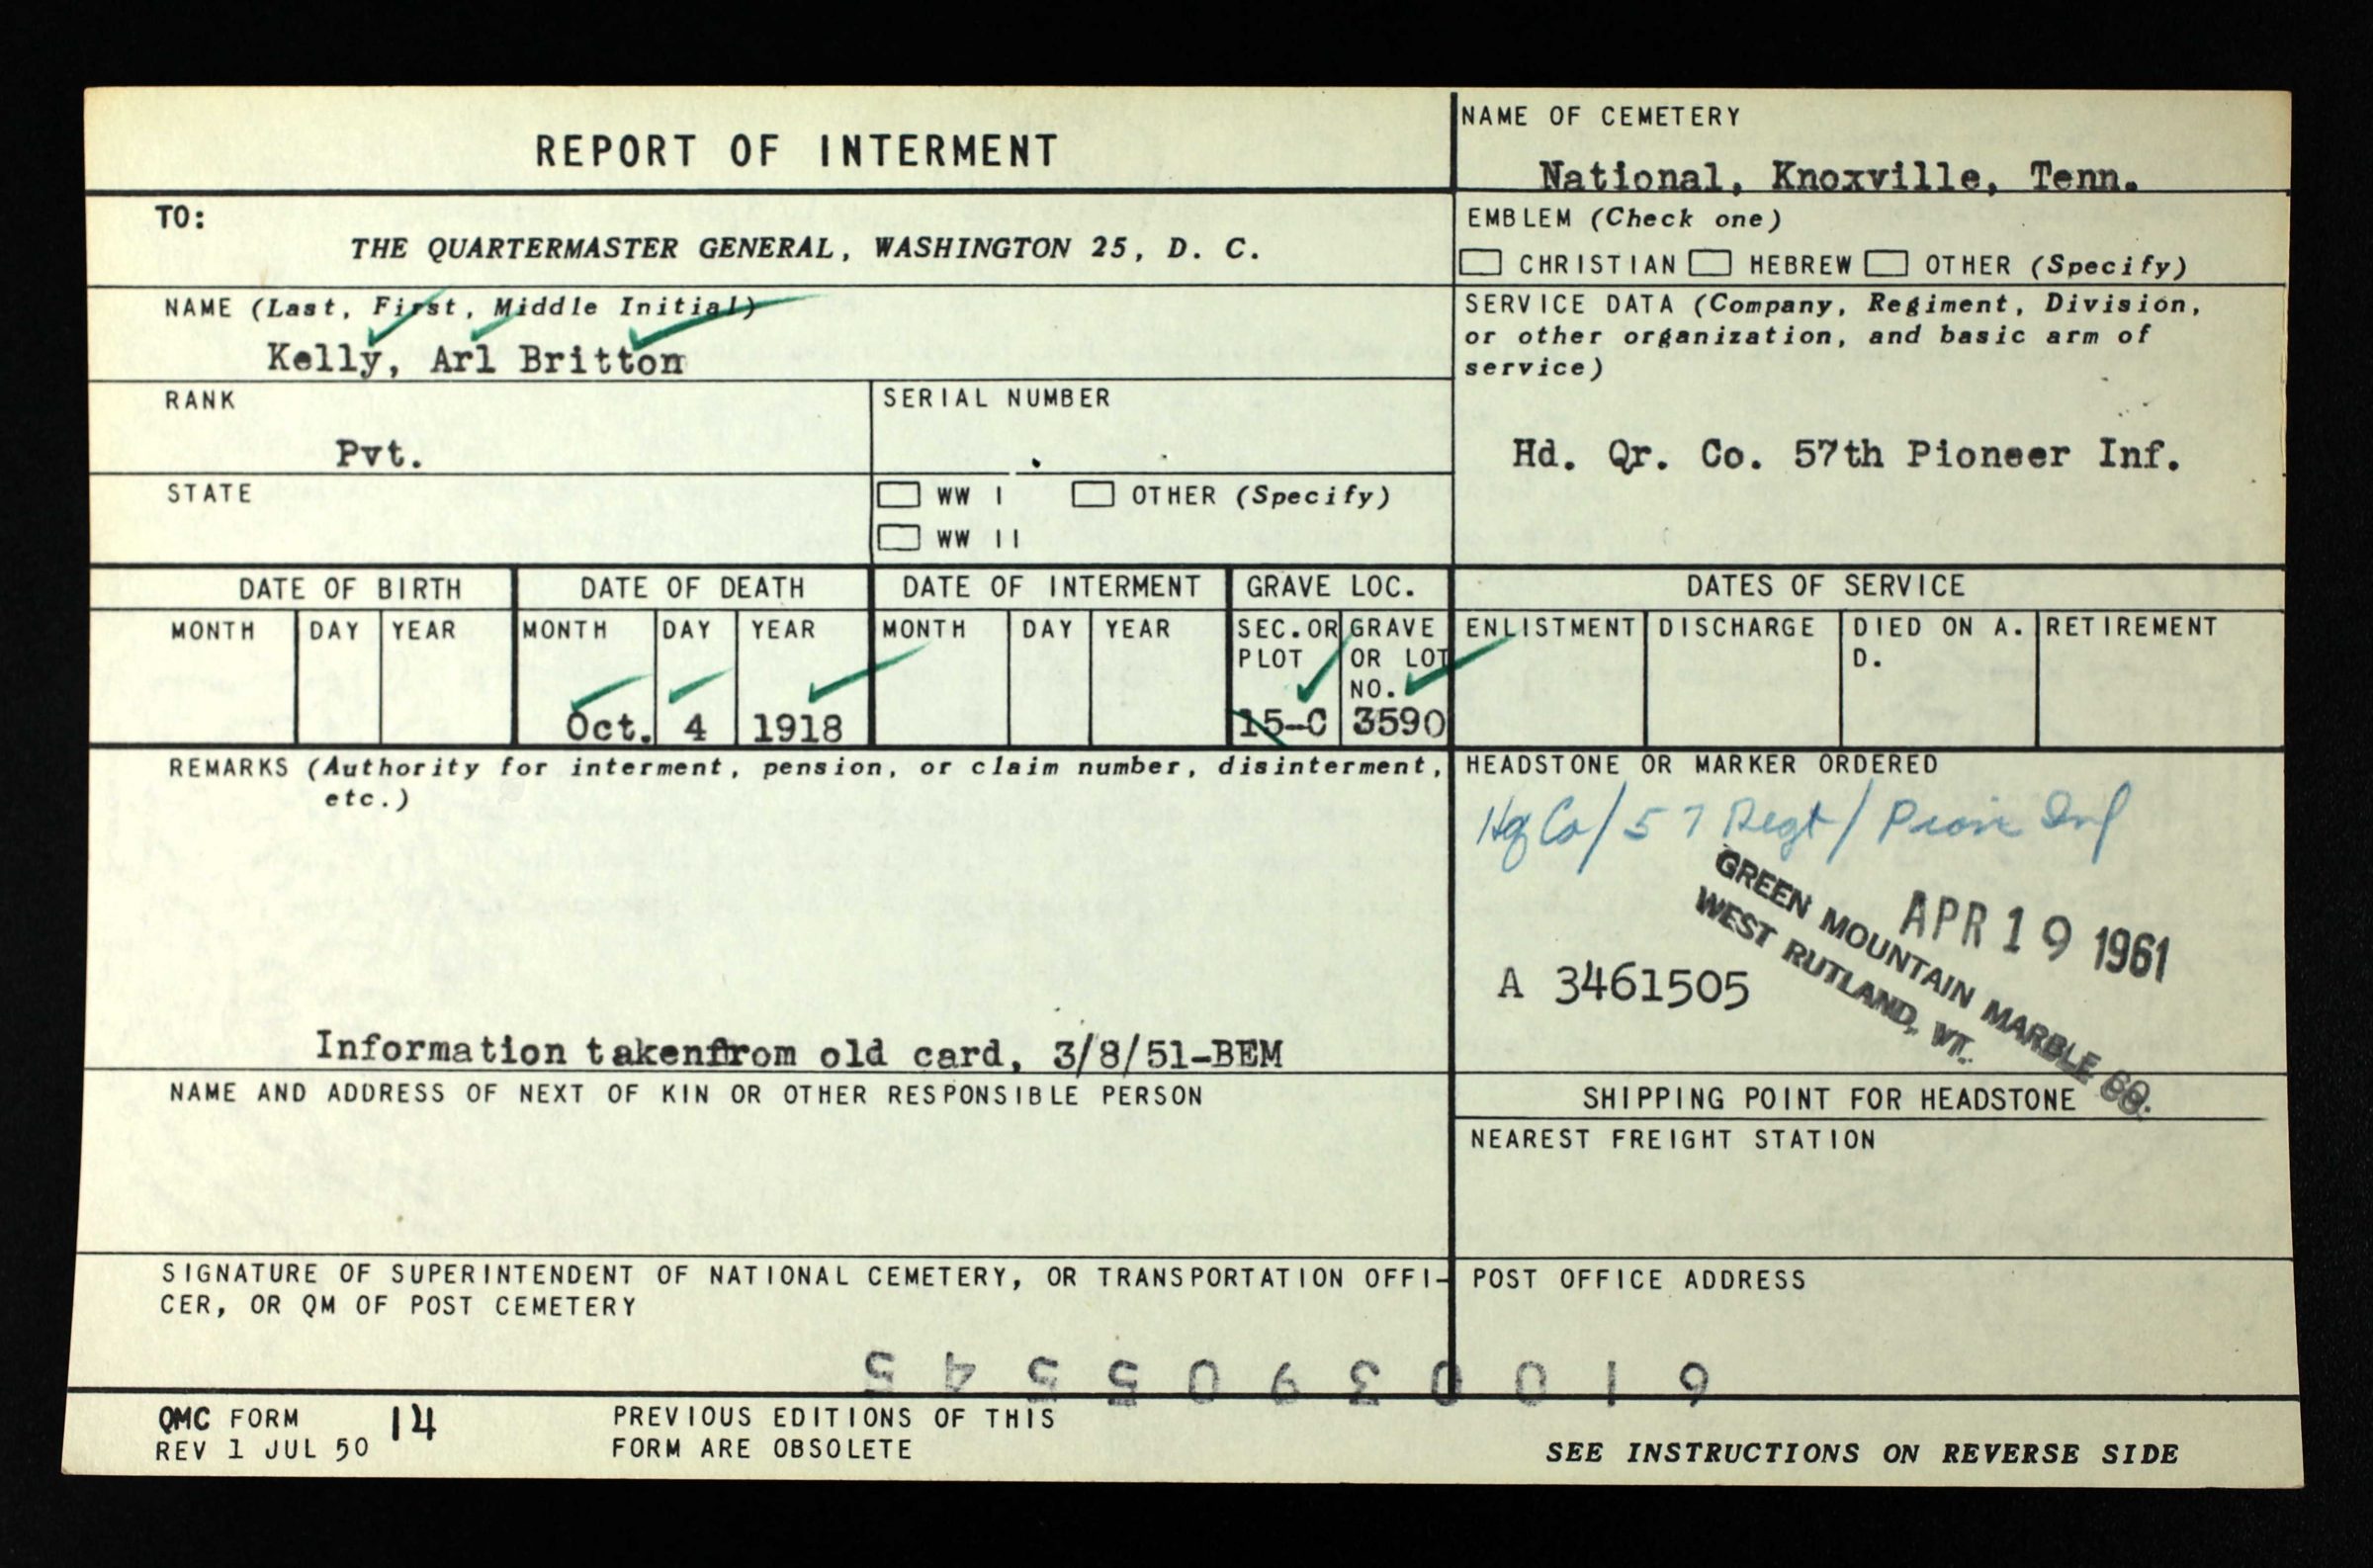 REPORT OF INTERMENT
NAME OF CEMETERY
National, Knoxville, Tenn.
TO:
THE QUARTERMASTER GENERAL, WASHINGTON 25, D. C.
EMBLEM (Check one)
CHRISTIAN HEBREW OTHER (Specify)
NAME (Last, First, Middle Initial)
Kelly, Arl Britton
SERVICE DATA (Company, Regiment, Division,
or other organization, and basic arm of
service)
Hd. Qr. Co. 57th Pioneer Inf.
RANK
Pvt.
SERIAL NUMBER
STATE
WW I OTHER (Specify)
WW II
DATE OF BIRTH DATE OF DEATH DATE OF INTERMENT GRAVE LOC. DATES OF SERVICE
MONTH DAY YEAR MONTH DAY YEAR MONTH DAY YEAR SEC.OR PLOT GRAVE OR LOT NO. ENLISTMENT DISCHARGE DIED ON A. D. RETIREMENT
Oct. 4 1918 15-C 3590
REMARKS (Authority for interment, pension, or claim number, disinterment,
etc.)
Information takenfrom old card, 3/8/51-BEM
HEADSTONE OR MARKER ORDERED
Hq Co/57 Regt/Pion Inf
GREEN MOUNTAIN MARBLE CO.
WEST RUTLAND, VT.
APR 19 1961
A 3461505
NAME AND ADDRESS OF NEXT OF KIN OR OTHER RESPONSIBLE PERSON
SHIPPING POINT FOR HEADSTONE
NEAREST FREIGHT STATION
SIGNATURE OF SUPERINTENDENT OF NATIONAL CEMETERY, OR TRANSPORTATION OFFI-
CER, OR QM OF POST CEMETERY
POST OFFICE ADDRESS
61003905545
QMC FORM 14
REV 1 JUL 50
PREVIOUS EDITIONS OF THIS
FORM ARE OBSOLETE
SEE INSTRUCTIONS ON REVERSE SIDE